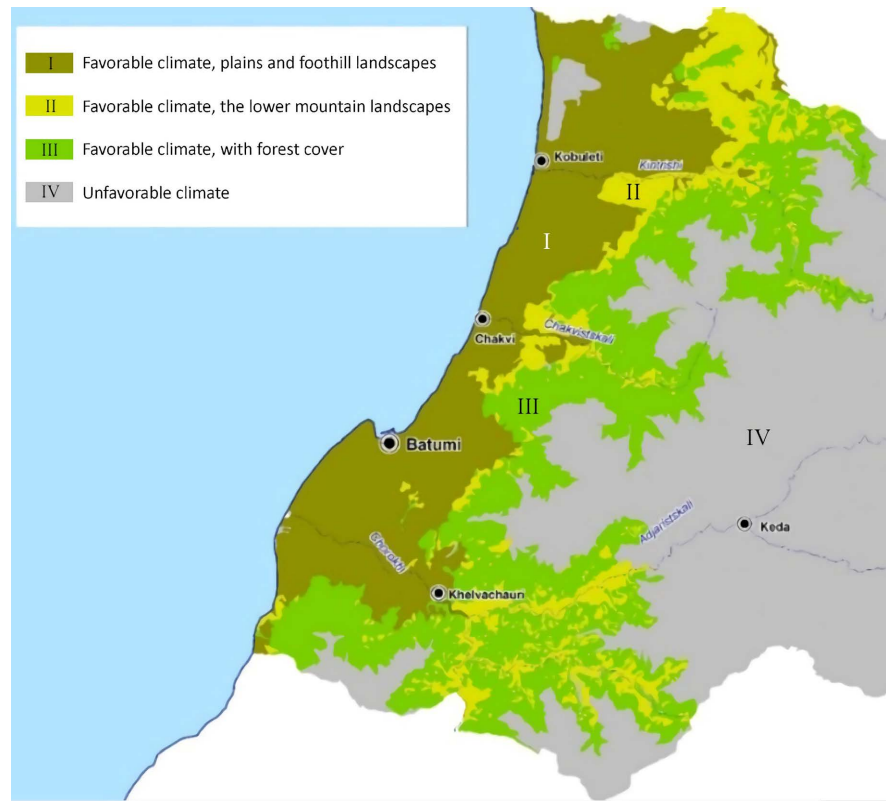 I Favorable climate, plains and foothill landscapes
II Favorable climate, the lower mountain landscapes
III Favorable climate, with forest cover
IV Unfavorable climate
Kobuleti
Kintrishi
II
I
Chakvi
Chakvistskali
III
IV
Batumi
Adjaristskali
Keda
Chorokhi
Khelvachauri